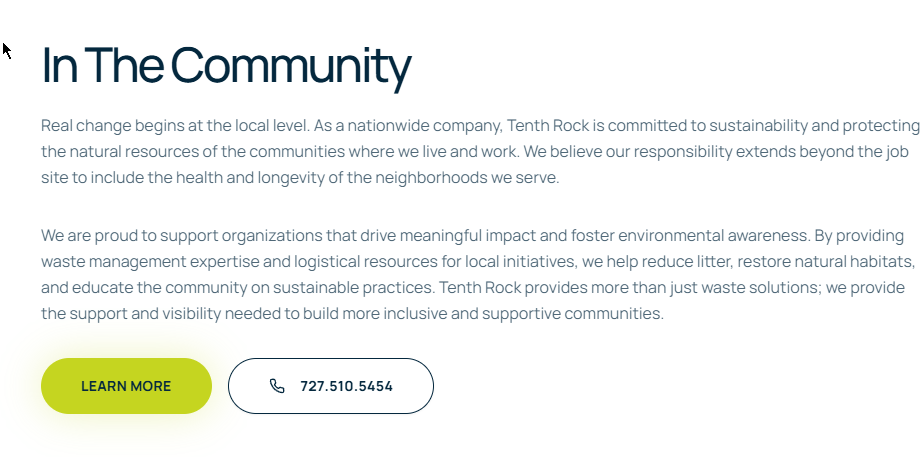 In The Community
Real change begins at the local level. As a nationwide company, Tenth Rock is committed to sustainability and protecting
the natural resources of the communities where we live and work. We believe our responsibility extends beyond the job
site to include the health and longevity of the neighborhoods we serve.
We are proud to support organizations that drive meaningful impact and foster environmental awareness. By providing
waste management expertise and logistical resources for local initiatives, we help reduce litter, restore natural habitats,
and educate the community on sustainable practices. Tenth Rock provides more than just waste solutions; we provide
the support and visibility needed to build more inclusive and supportive communities.
LEARN MORE
727.510.5454